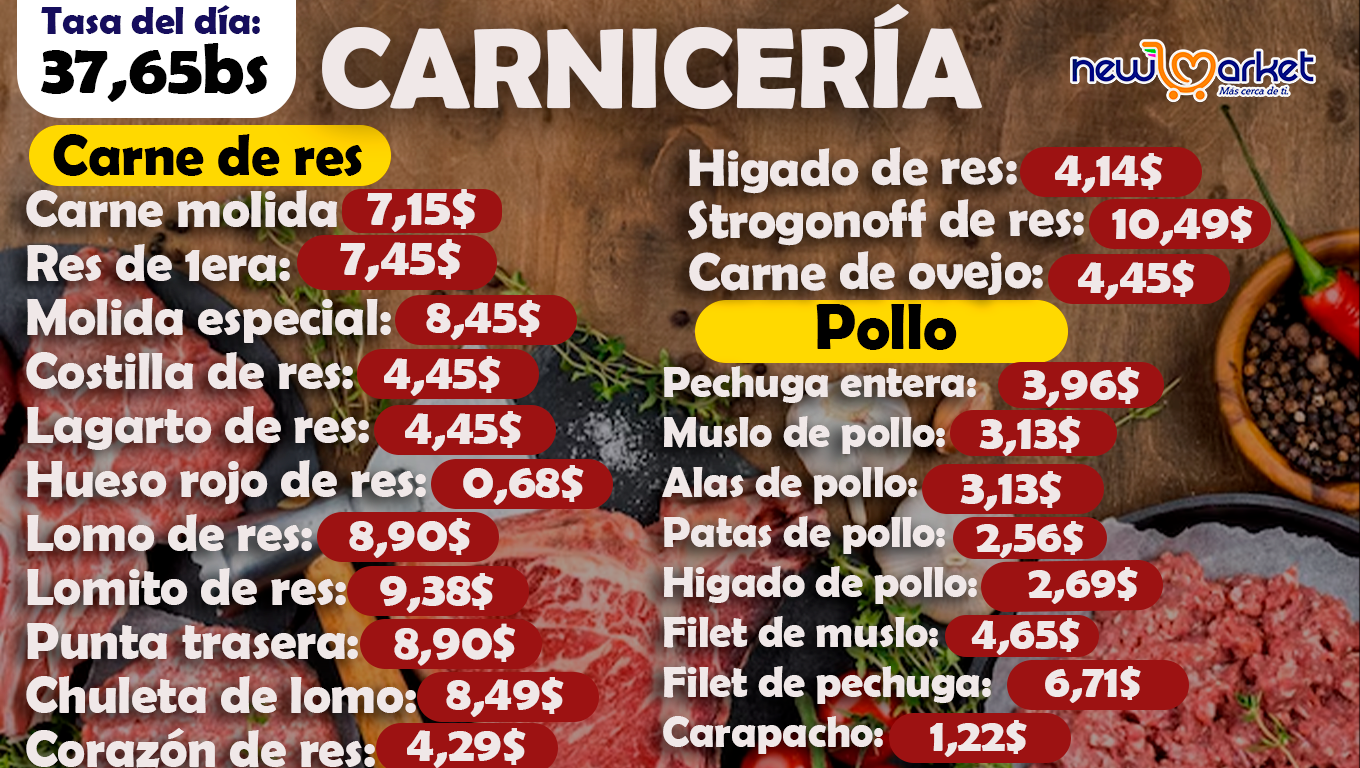 Tasa del día:
37,65bs
CARNICERÍA
new market
Más cerca de ti.
Carne de res
Carne molida 7,15$
Res de 1era: 7,45$
Molida especial: 8,45$
Costilla de res: 4,45$
Lagarto de res: 4,45$
Hueso rojo de res: 0,68$
Lomo de res: 8,90$
Lomito de res: 9,38$
Punta trasera: 8,90$
Chuleta de lomo: 8,49$
Corazón de res: 4,29$
Higado de res: 4,14$
Strogonoff de res: 10,49$
Carne de ovejo: 4,45$
Pollo
Pechuga entera: 3,96$
Muslo de pollo: 3,13$
Alas de pollo: 3,13$
Patas de pollo: 2,56$
Higado de pollo: 2,69$
Filet de muslo: 4,65$
Filet de pechuga: 6,71$
Carapacho: 1,22$